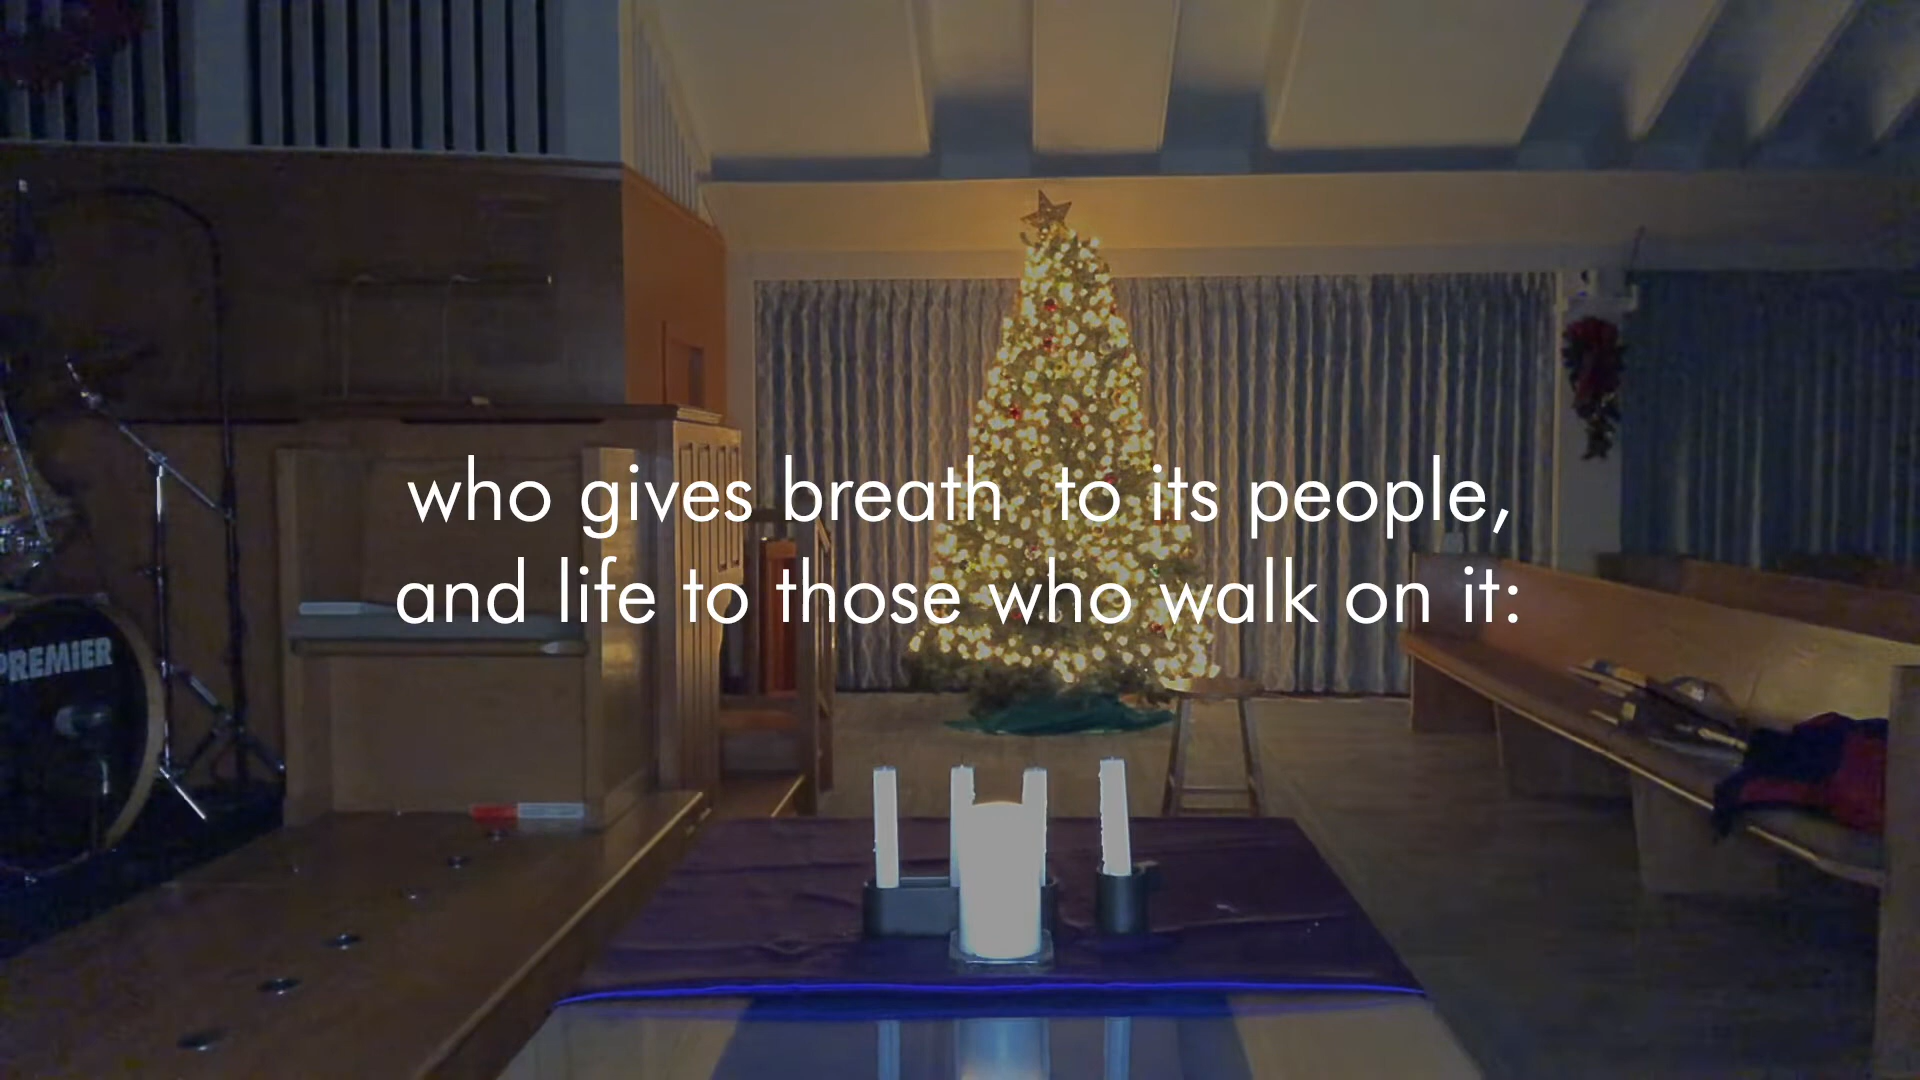 who gives breath  to its people,
and life to those who walk on it:
PREMIER